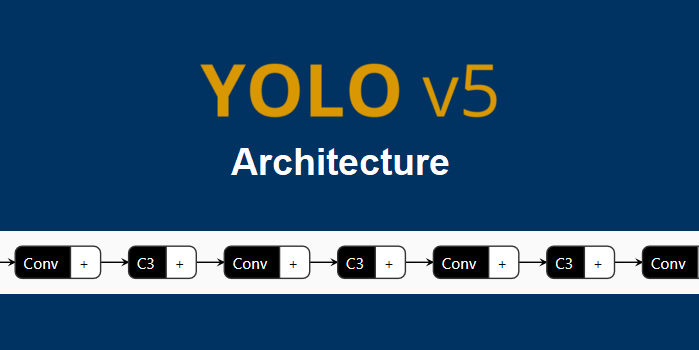 YOLO v5
Architecture
Conv + C3 + Conv + C3 + Conv + C3 + Conv